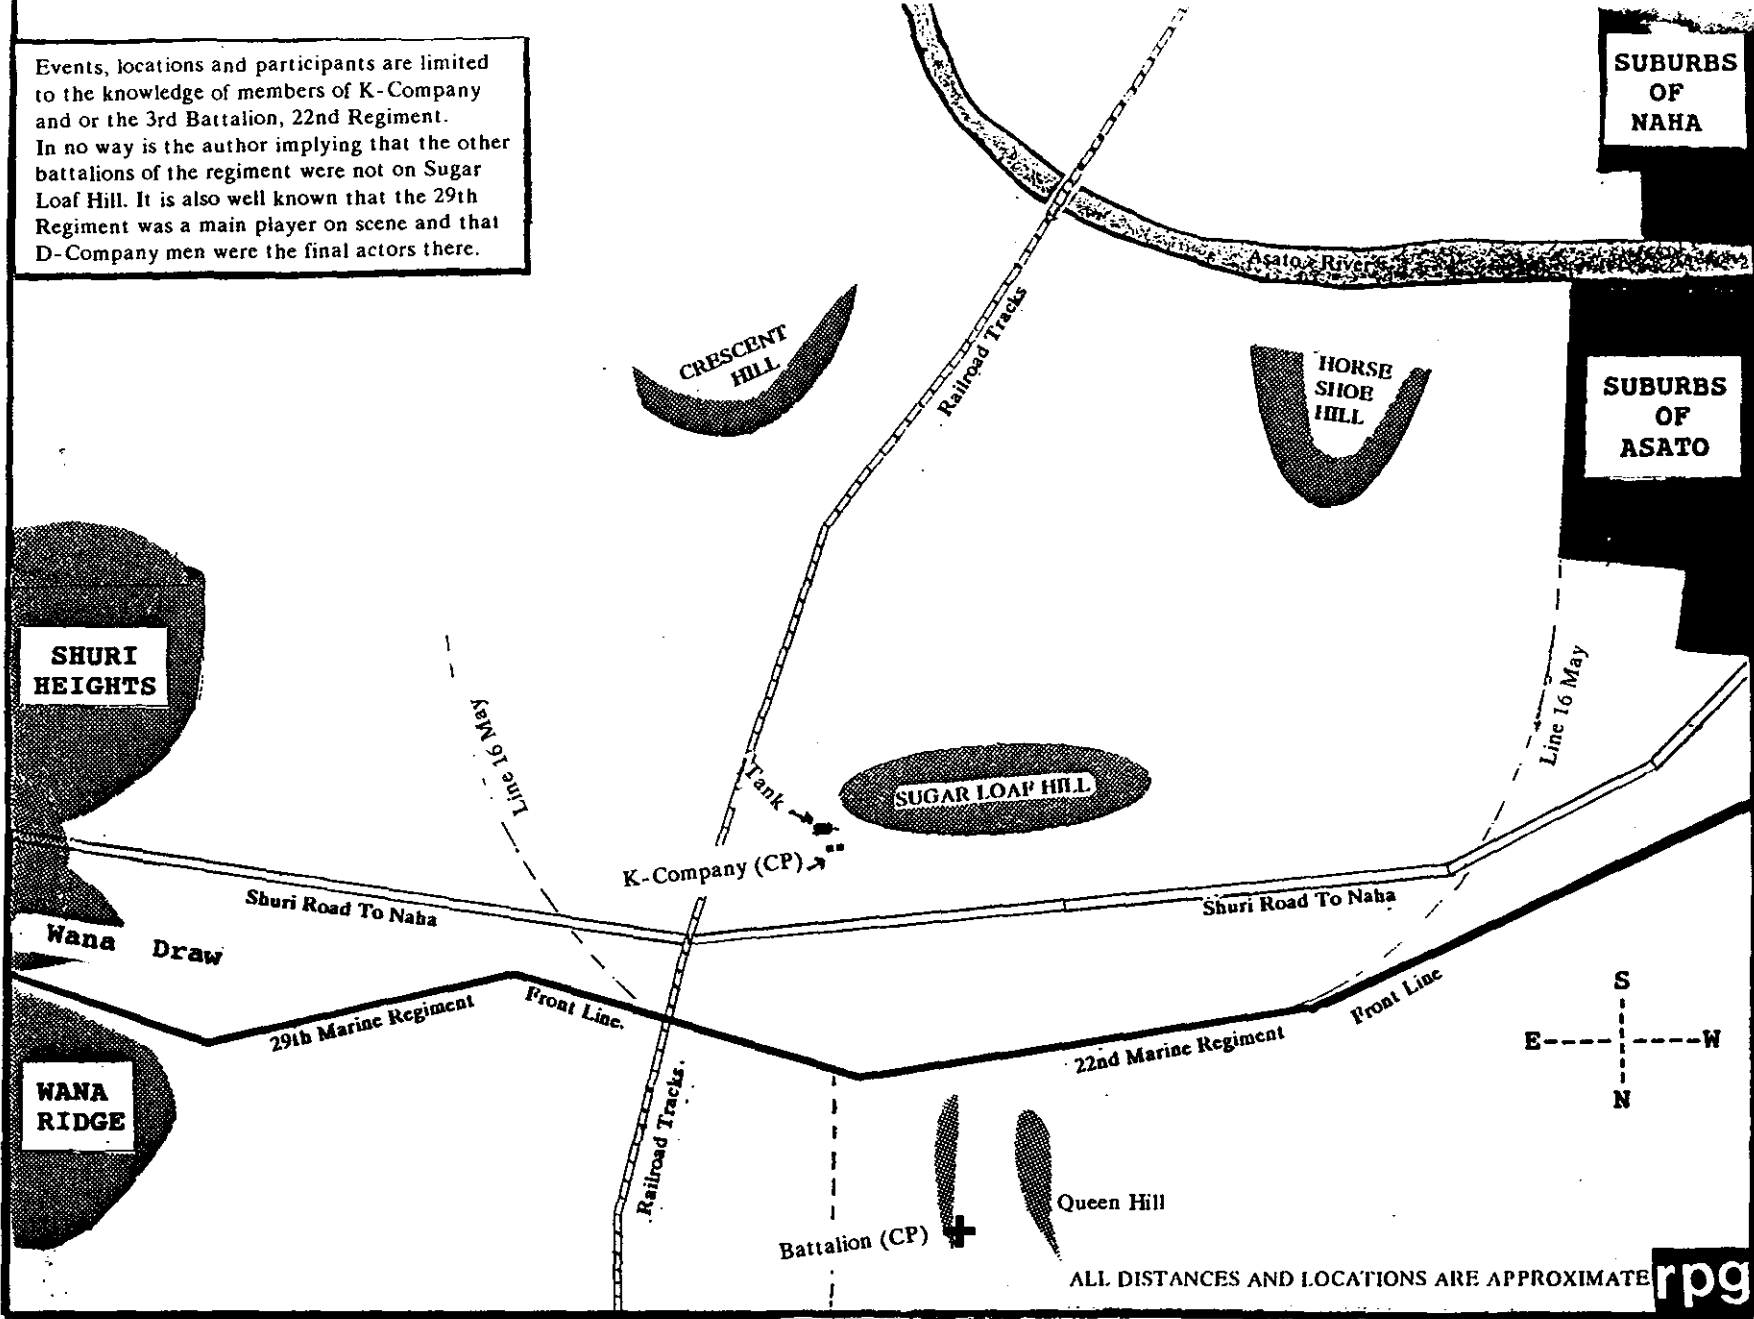 Events, locations and participants are limited
to the knowledge of members of K-Company
and or the 3rd Battalion, 22nd Regiment.
In no way is the author implying that the other
battalions of the regiment were not on Sugar
Loaf Hill. It is also well known that the 29th
Regiment was a main player on scene and that
D-Company men were the final actors there.
SUBURBS
OF
NAHA
Asato River
Railroad Tracks
CRESCENT
HILL
HORSE
SHOE
HILL
SUBURBS
OF
ASATO
SHURI
HEIGHTS
Line 16 May
Line 16 May
Tank
SUGAR LOAF HILL
K-Company (CP)
Shuri Road To Naha
Shuri Road To Naha
Wana Draw
29th Marine Regiment
Front Line.
22nd Marine Regiment
Front Line
S
E W
N
WANA
RIDGE
Railroad Tracks.
Queen Hill
Battalion (CP)
ALL DISTANCES AND LOCATIONS ARE APPROXIMATE
rpg